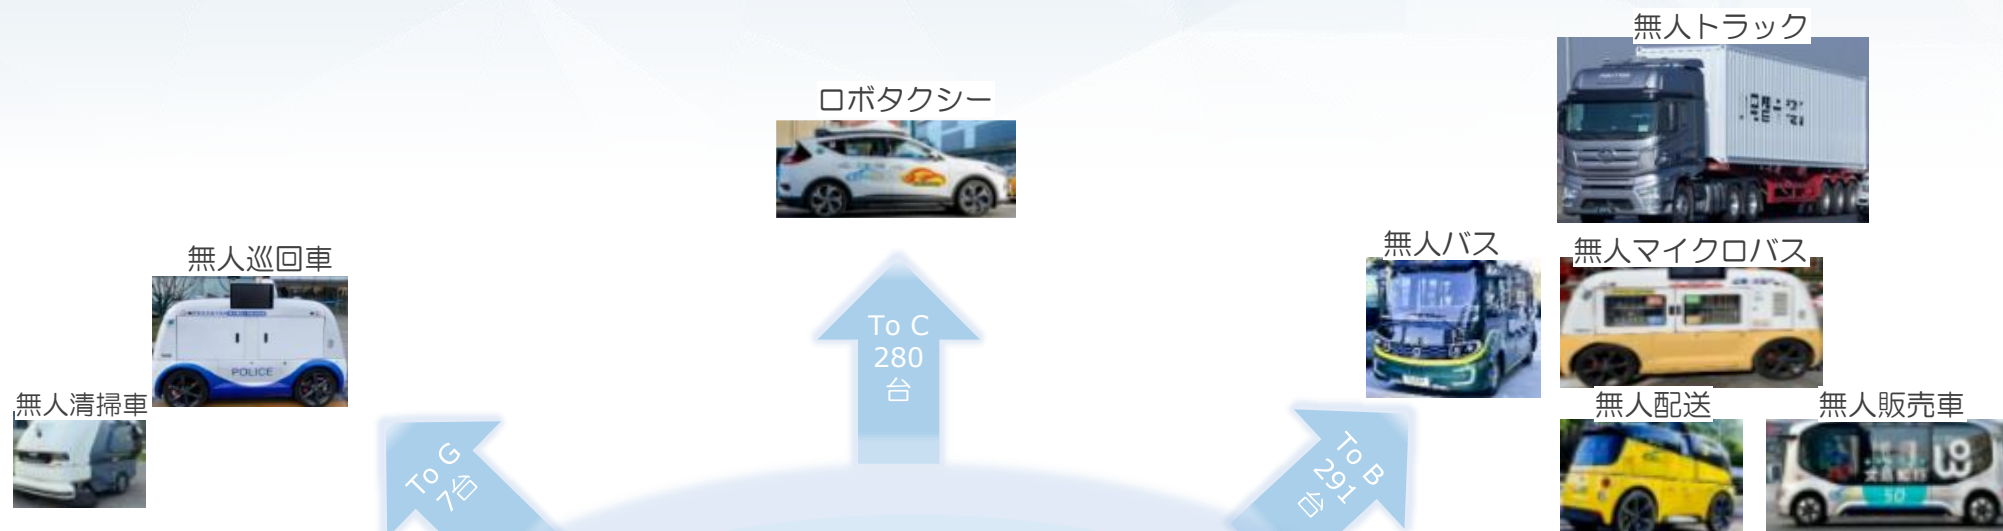 無人トラック
ロボタクシー
無人巡回車
無人バス
無人マイクロバス
POLICE
To C
280
台
無人清掃車
無人配送
無人販売車
To G
7台
To B
291
台
50